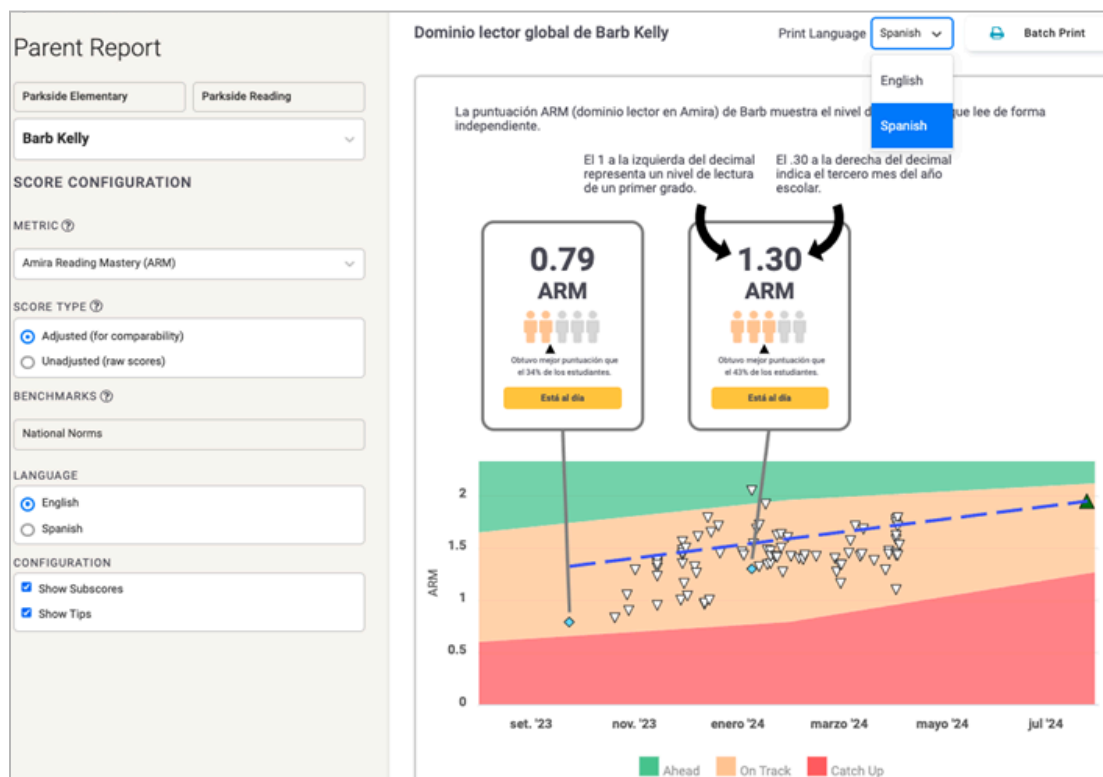 Parent Report
Parkside Elementary
Parkside Reading
Barb Kelly
SCORE CONFIGURATION
METRIC ?
Amira Reading Mastery (ARM)
SCORE TYPE ?
Adjusted (for comparability)
Unadjusted (raw scores)
BENCHMARKS ?
National Norms
LANGUAGE
English
Spanish
CONFIGURATION
Show Subscores
Show Tips
Dominio lector global de Barb Kelly
Print Language
Spanish
Batch Print
English
Spanish
La puntuación ARM (dominio lector en Amira) de Barb muestra el nivel d que lee de forma
independiente.
El 1 a la izquierda del decimal
representa un nivel de lectura
de un primer grado.
El .30 a la derecha del decimal
indica el tercero mes del año
escolar.
0.79
ARM
Obtuvo mejor puntuación que
el 34% de los estudiantes.
Está al día
1.30
ARM
Obtuvo mejor puntuación que
el 43% de los estudiantes.
Está al día
ARM
2
1.5
1
0.5
0
set. '23
nov. '23
enero '24
marzo '24
mayo '24
jul '24
Ahead
On Track
Catch Up